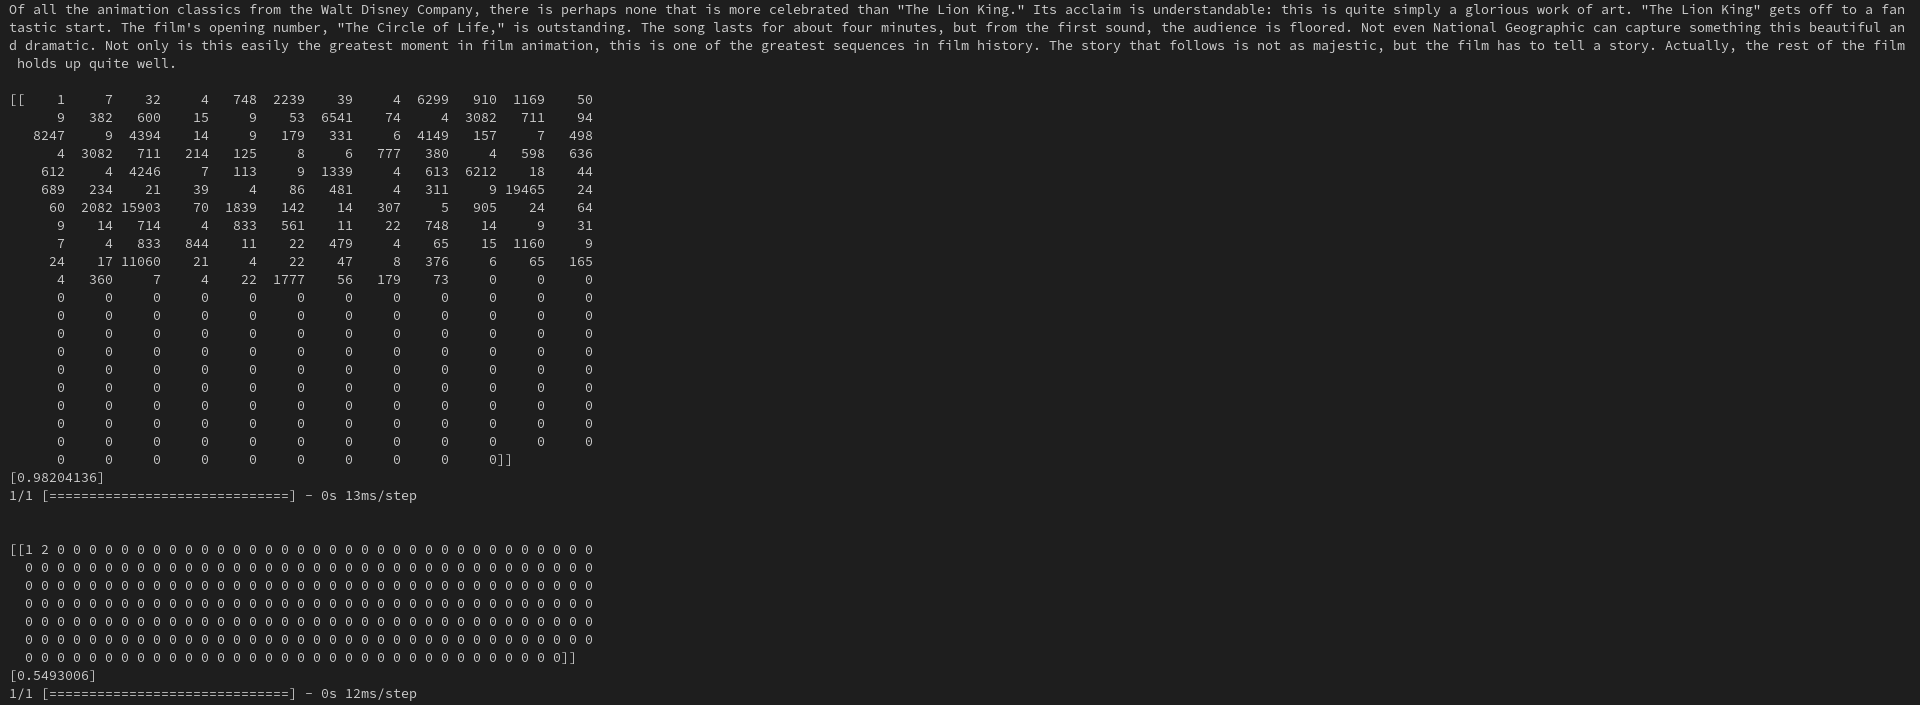 Of all the animation classics from the Walt Disney Company, there is perhaps none that is more celebrated than "The Lion King." Its acclaim is understandable: this is quite simply a glorious work of art. "The Lion King" gets off to a fan
tastic start. The film's opening number, "The Circle of Life," is outstanding. The song lasts for about four minutes, but from the first sound, the audience is floored. Not even National Geographic can capture something this beautiful an
d dramatic. Not only is this easily the greatest moment in film animation, this is one of the greatest sequences in film history. The story that follows is not as majestic, but the film has to tell a story. Actually, the rest of the film
 holds up quite well.
[[    1     7    32     4   748  2239    39     4  6299   910  1169    50
      9   382   600    15     9    53  6541    74     4  3082   711    94
   8247     9  4394    14     9   179   331     6  4149   157     7   498
      4  3082   711   214   125     8     6   777   380     4   598   636
    612     4  4246     7   113     9  1339     4   613  6212    18    44
    689   234    21    39     4    86   481     4   311     9 19465    24
     60  2082 15903    70  1839   142    14   307     5   905    24    64
      9    14   714     4   833   561    11    22   748    14     9    31
      7     4   833   844    11    22   479     4    65    15  1160     9
     24    17 11060    21     4    22    47     8   376     6    65   165
      4   360     7     4    22  1777    56   179    73     0     0     0
      0     0     0     0     0     0     0     0     0     0     0     0
      0     0     0     0     0     0     0     0     0     0     0     0
      0     0     0     0     0     0     0     0     0     0     0     0
      0     0     0     0     0     0     0     0     0     0     0     0
      0     0     0     0     0     0     0     0     0     0     0     0
      0     0     0     0     0     0     0     0     0     0     0     0
      0     0     0     0     0     0     0     0     0     0     0     0
      0     0     0     0     0     0     0     0     0     0     0     0
      0     0     0     0     0     0     0     0     0     0     0     0
      0     0     0     0     0     0     0     0     0     0]]
[0.98204136]
1/1 [==============================] - 0s 13ms/step
[[1 2 0 0 0 0 0 0 0 0 0 0 0 0 0 0 0 0 0 0 0 0 0 0 0 0 0 0 0 0 0 0 0 0 0 0
  0 0 0 0 0 0 0 0 0 0 0 0 0 0 0 0 0 0 0 0 0 0 0 0 0 0 0 0 0 0 0 0 0 0 0 0
  0 0 0 0 0 0 0 0 0 0 0 0 0 0 0 0 0 0 0 0 0 0 0 0 0 0 0 0 0 0 0 0 0 0 0 0
  0 0 0 0 0 0 0 0 0 0 0 0 0 0 0 0 0 0 0 0 0 0 0 0 0 0 0 0 0 0 0 0 0 0 0 0
  0 0 0 0 0 0 0 0 0 0 0 0 0 0 0 0 0 0 0 0 0 0 0 0 0 0 0 0 0 0 0 0 0 0 0 0
  0 0 0 0 0 0 0 0 0 0 0 0 0 0 0 0 0 0 0 0 0 0 0 0 0 0 0 0 0 0 0 0 0 0 0 0
  0 0 0 0 0 0 0 0 0 0 0 0 0 0 0 0 0 0 0 0 0 0 0 0 0 0 0 0 0 0 0 0 0 0]]
[0.5493006]
1/1 [==============================] - 0s 12ms/step